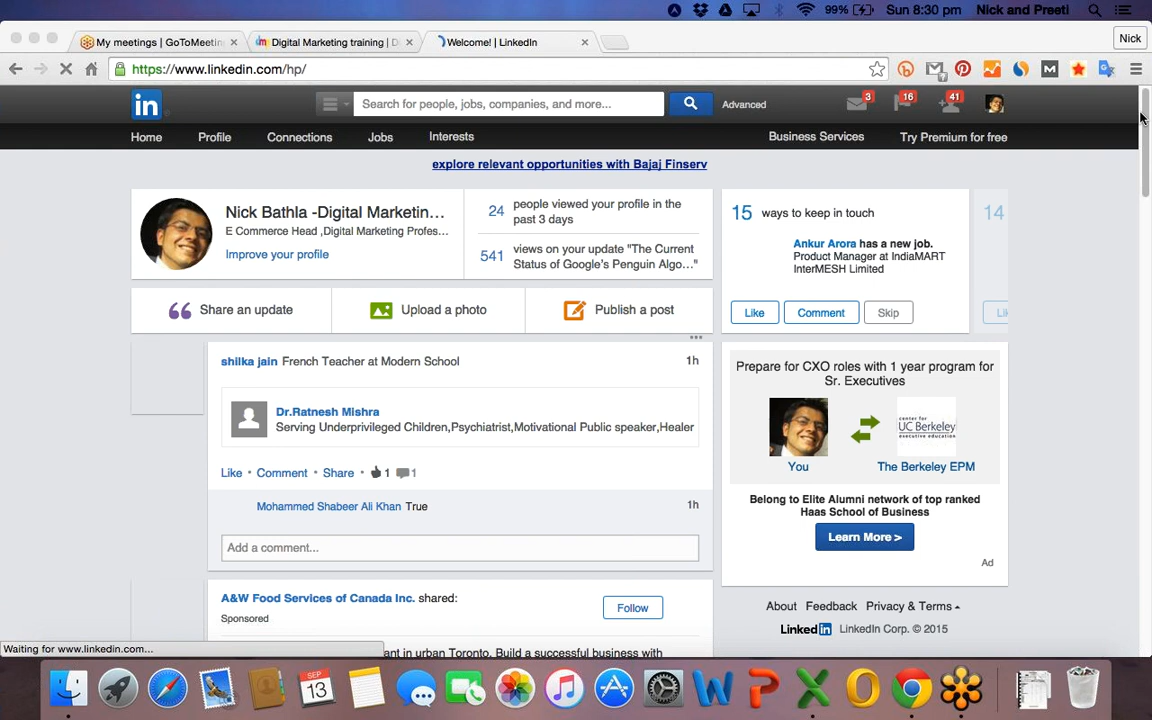 99%
Sun 8:30 pm
Nick and Preeti
My meetings | GoToMeetin
Digital Marketing training | D
Welcome! | LinkedIn
Nick
https://www.linkedin.com/hp/
in
Search for people, jobs, companies, and more...
Advanced
3
16
41
Home
Profile
Connections
Jobs
Interests
Business Services
Try Premium for free
explore relevant opportunities with Bajaj Finserv
Nick Bathla -Digital Marketin...
E Commerce Head ,Digital Marketing Profes...
Improve your profile
24 people viewed your profile in the
past 3 days
541 views on your update "The Current
Status of Google's Penguin Algo..."
15 ways to keep in touch
14
Ankur Arora has a new job.
Product Manager at IndiaMART
InterMESH Limited
Like
Comment
Skip
Lik
Share an update
Upload a photo
Publish a post
shilka jain French Teacher at Modern School
1h
Dr.Ratnesh Mishra
Serving Underprivileged Children,Psychiatrist,Motivational Public speaker,Healer
Like • Comment • Share • 1 1
Mohammed Shabeer Ali Khan True
1h
Add a comment...
A&W Food Services of Canada Inc. shared:
Sponsored
Follow
ant in urban Toronto. Build a successful business with
Prepare for CXO roles with 1 year program for
Sr. Executives
center for
UC Berkeley
executive education
You
The Berkeley EPM
Belong to Elite Alumni network of top ranked
Haas School of Business
Learn More >
Ad
About
Feedback
Privacy & Terms
Linked in
LinkedIn Corp. © 2015
Waiting for www.linkedin.com...
SEP
13